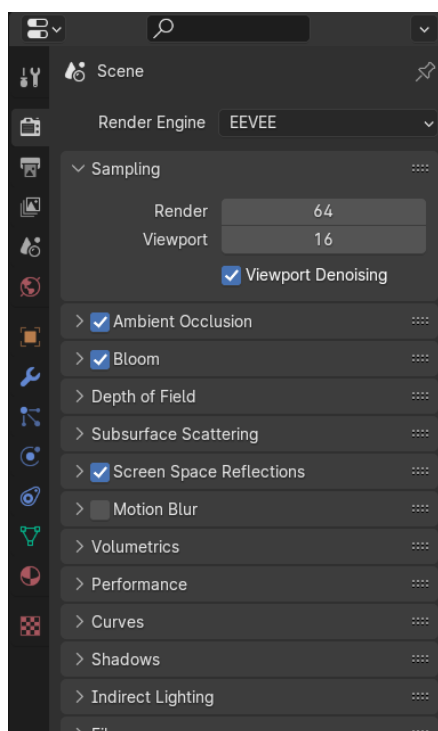 Scene
Render Engine EEVEE
Sampling
Render 64
Viewport 16
Viewport Denoising
Ambient Occlusion
Bloom
Depth of Field
Subsurface Scattering
Screen Space Reflections
Motion Blur
Volumetrics
Performance
Curves
Shadows
Indirect Lighting